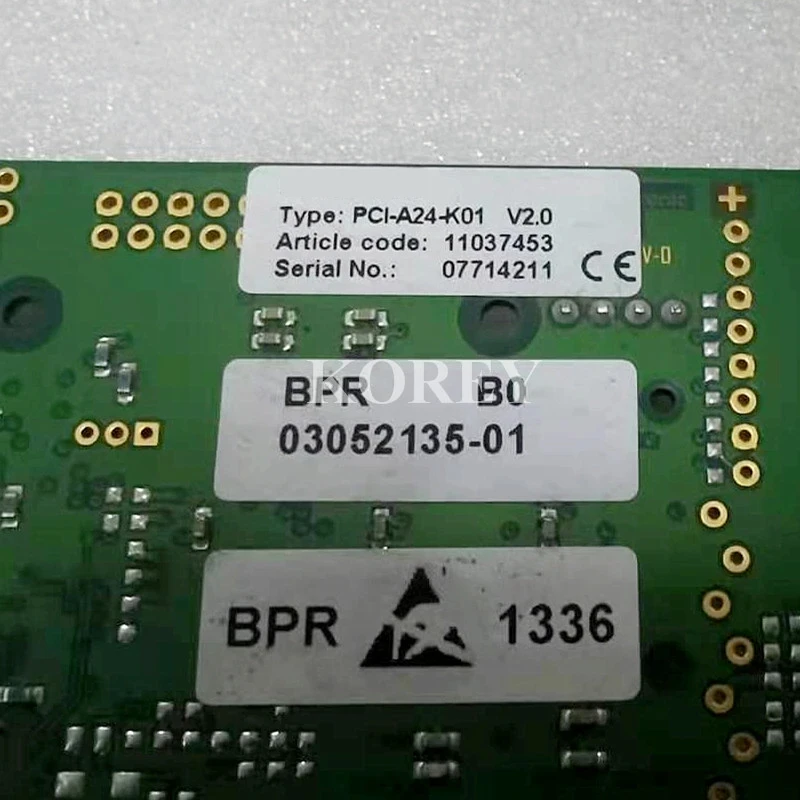 Type: PCI-A24-K01 V2.0
Article code: 11037453
Serial No.: 07714211 CE
V-0
KOREY
BPR B0
03052135-01
BPR 1336